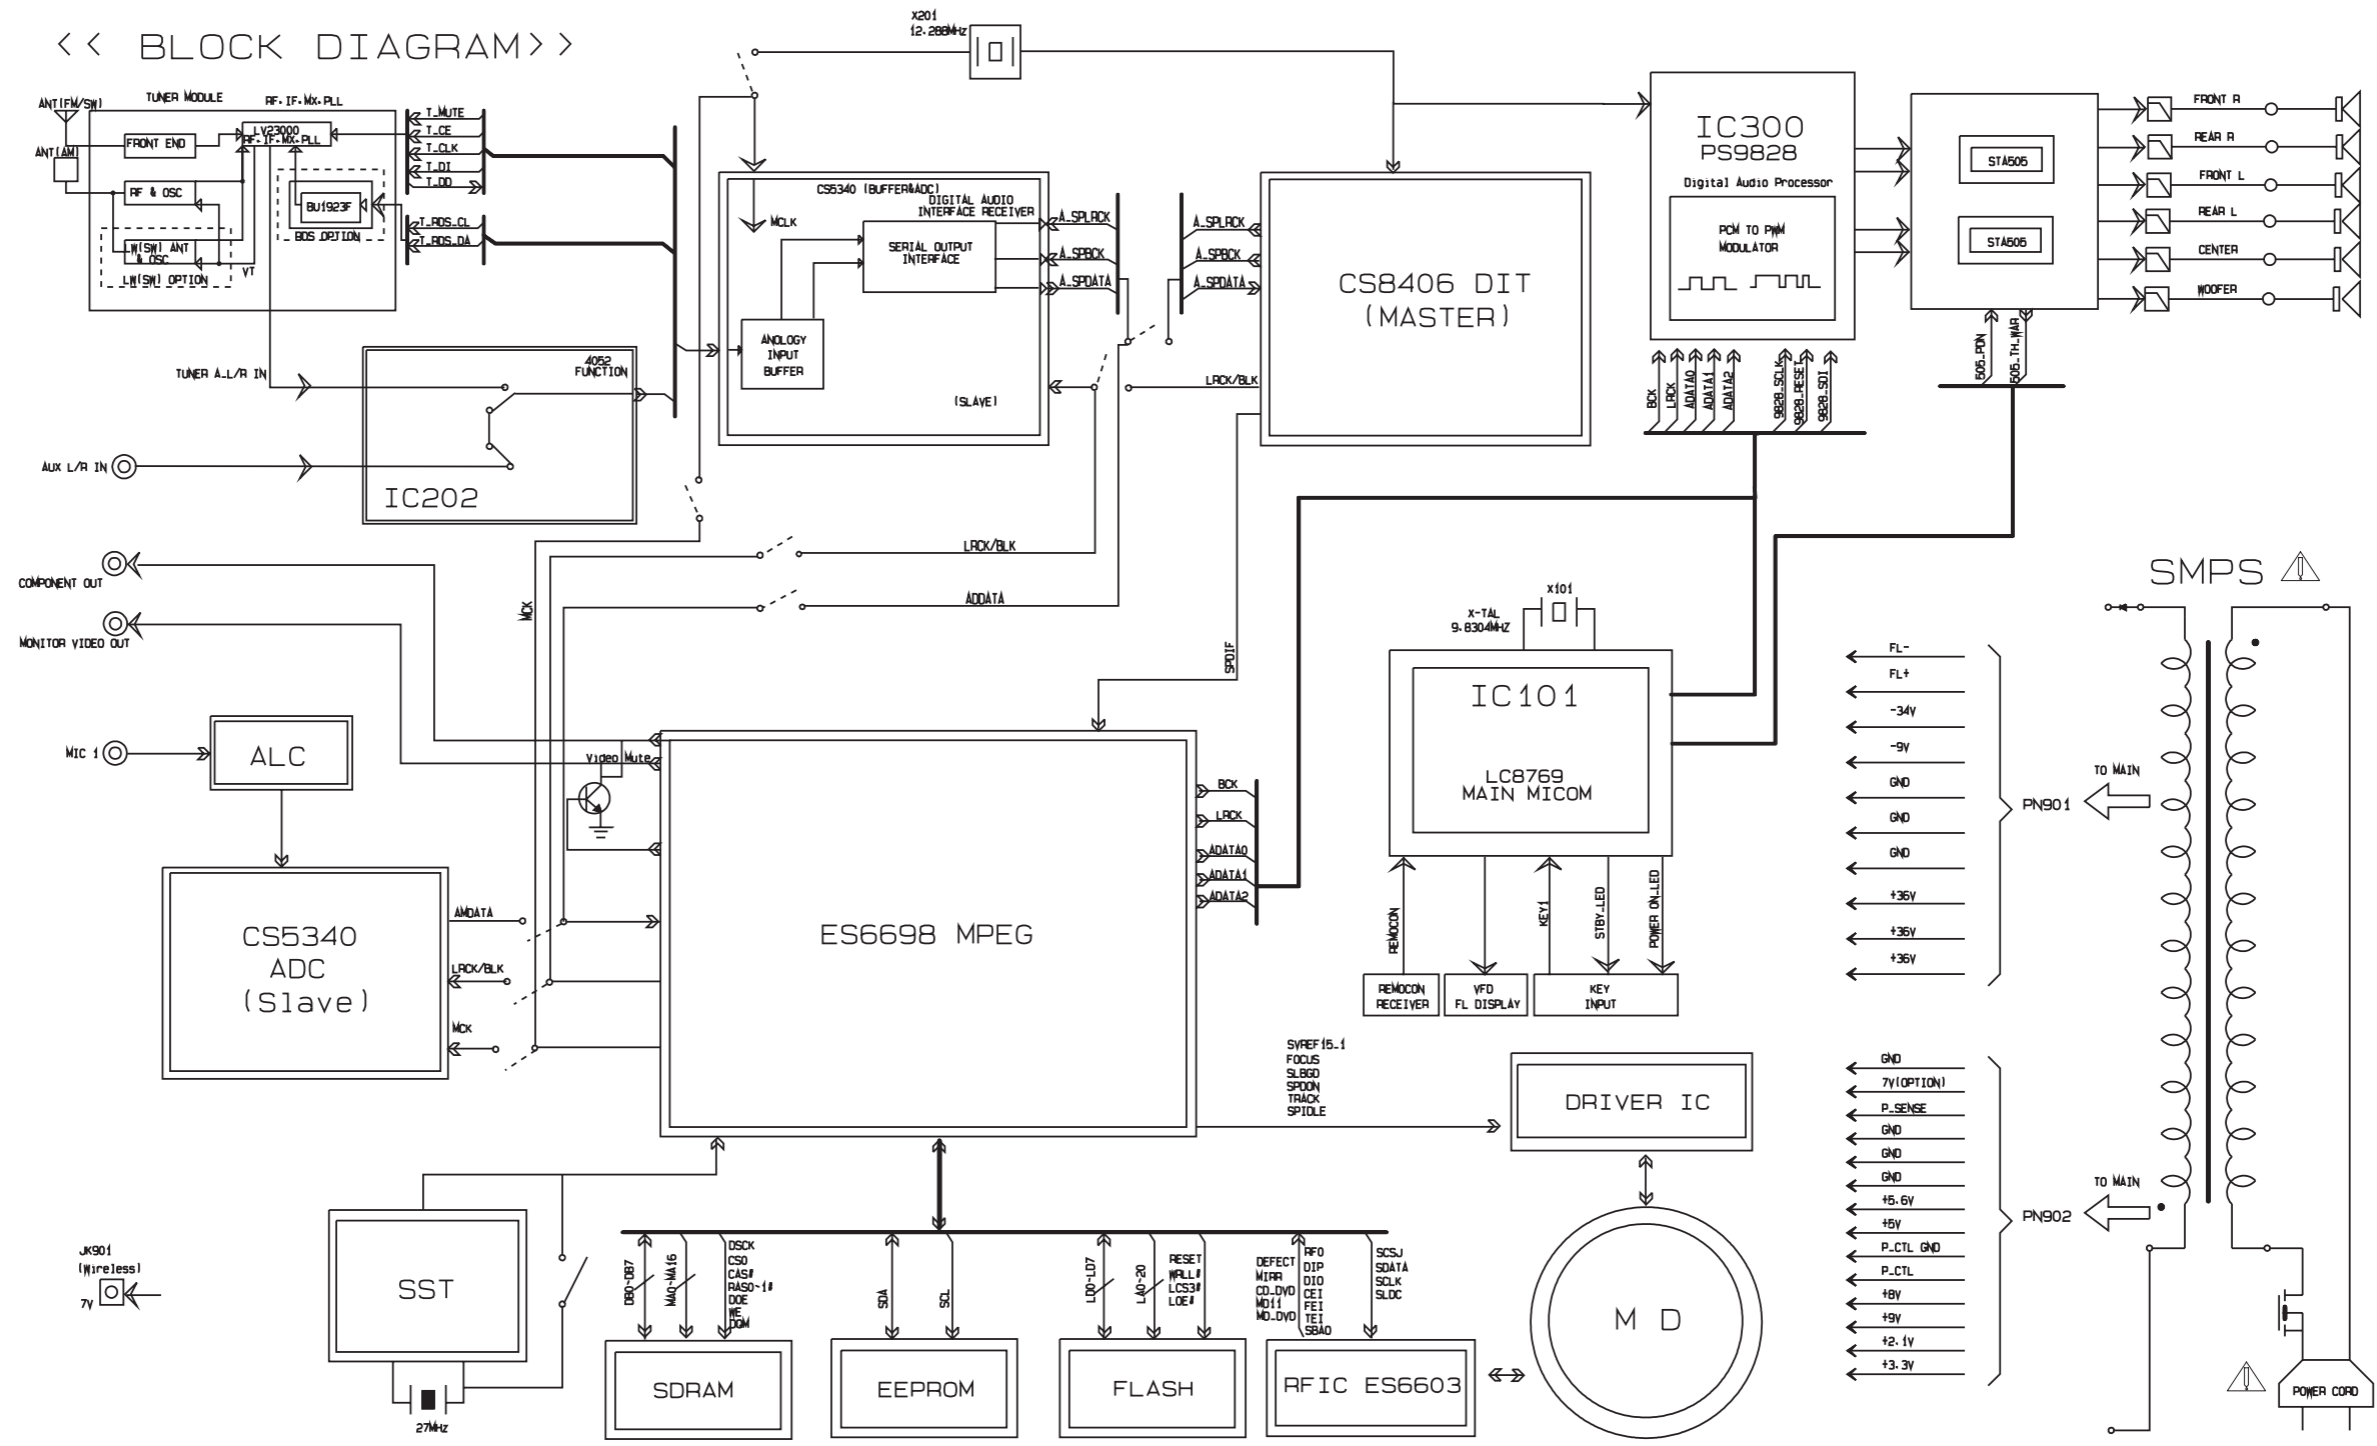 << BLOCK DIAGRAM>>
X201
12.288MHz
ANT(FM/SW)
TUNER MODULE
RF.IF.MX.PLL
ANT(AM)
FRONT END
LV23000
RF.IF.MX.PLL
RF & OSC
BU1923F
RDS OPTION
LW(SW) ANT
& OSC
LW(SW) OPTION
VT
T_MUTE
T_CE
T_CLK
T_DI
T_DO
T_RDS_CL
T_RDS_DA
TUNER A_L/R IN
AUX L/R IN
4052
FUNCTION
IC202
CS5340 (BUFFER&ADC)
DIGITAL AUDIO
INTERFACE RECEIVER
MCLK
SERIAL OUTPUT
INTERFACE
ANOLOGY
INPUT
BUFFER
(SLAVE)
A_SPLRCK
A_SPBCK
A_SPDATA
A_SPLRCK
A_SPBCK
A_SPDATA
LRCK/BLK
CS8406 DIT
(MASTER)
IC300
PS9828
Digital Audio Processor
PCM TO PWM
MODULATOR
BCK
LRCK
ADATA0
ADATA1
ADATA2
9828_SCLK
9828_RESET
9828_SDI
STA505
STA505
505_PDN
505_TH_WAR
FRONT R
REAR R
FRONT L
REAR L
CENTER
WOOFER
COMPONENT OUT
MONITOR VIDEO OUT
MCK
LRCK/BLK
ADDATA
SPDIF
MIC 1
ALC
Video Mute
CS5340
ADC
(Slave)
AMDATA
LRCK/BLK
MCK
ES6698 MPEG
BCK
LRCK
ADATA0
ADATA1
ADATA2
X101
X-TAL
9.8304MHZ
IC101
LC8769
MAIN MICOM
REMOCON
KEY1
STBY_LED
POWER ON_LED
REMOCON
RECEIVER
VFD
FL DISPLAY
KEY
INPUT
SVREF15_1
FOCUS
SLBGD
SPDON
TRACK
SPIDLE
DRIVER IC
M D
SMPS
FL-
FL+
-34V
-9V
GND
GND
GND
+36V
+36V
+36V
PN901
TO MAIN
GND
7V(OPTION)
P_SENSE
GND
GND
GND
+5.6V
+5V
P_CTL GND
P_CTL
+8V
+9V
+2.1V
+3.3V
PN902
TO MAIN
POWER CORD
JK901
(Wireless)
7V
SST
27MHz
DB0-DB7
MA0-MA16
DSCK
CS0
CAS#
RAS0-1#
DOE
WE
DQM
SDRAM
SDA
SCL
EEPROM
LD0-LD7
LA0-20
RESET
WRLL#
LCS3#
LOE#
FLASH
DEFECT
MIRR
CD_DVD
MD11
MD_DVD
RFO
DIP
DIO
CEI
FEI
TEI
SBAO
SCSJ
SDATA
SCLK
SLDC
RFIC ES6603